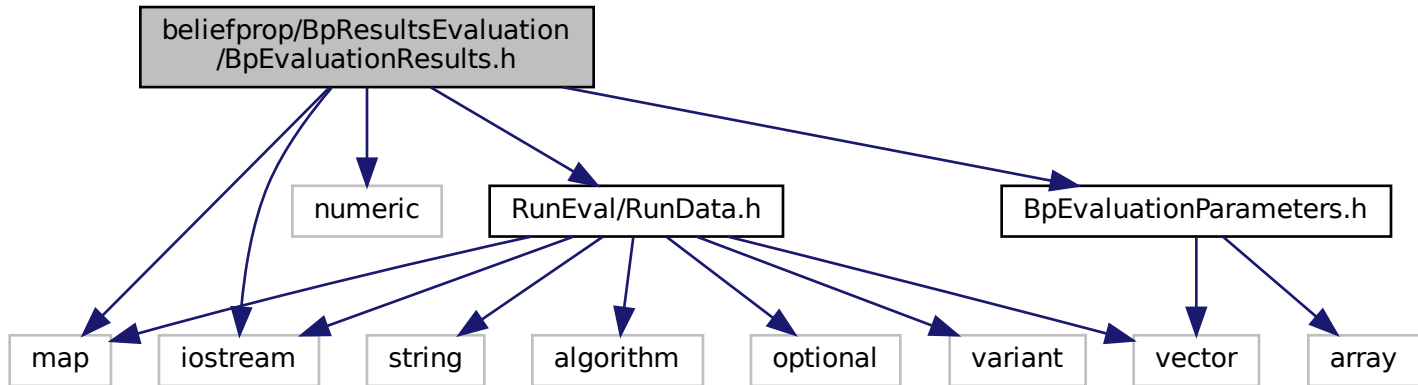 beliefprop/BpResultsEvaluation
/BpEvaluationResults.h
numeric
RunEval/RunData.h
BpEvaluationParameters.h
map
iostream
string
algorithm
optional
variant
vector
array